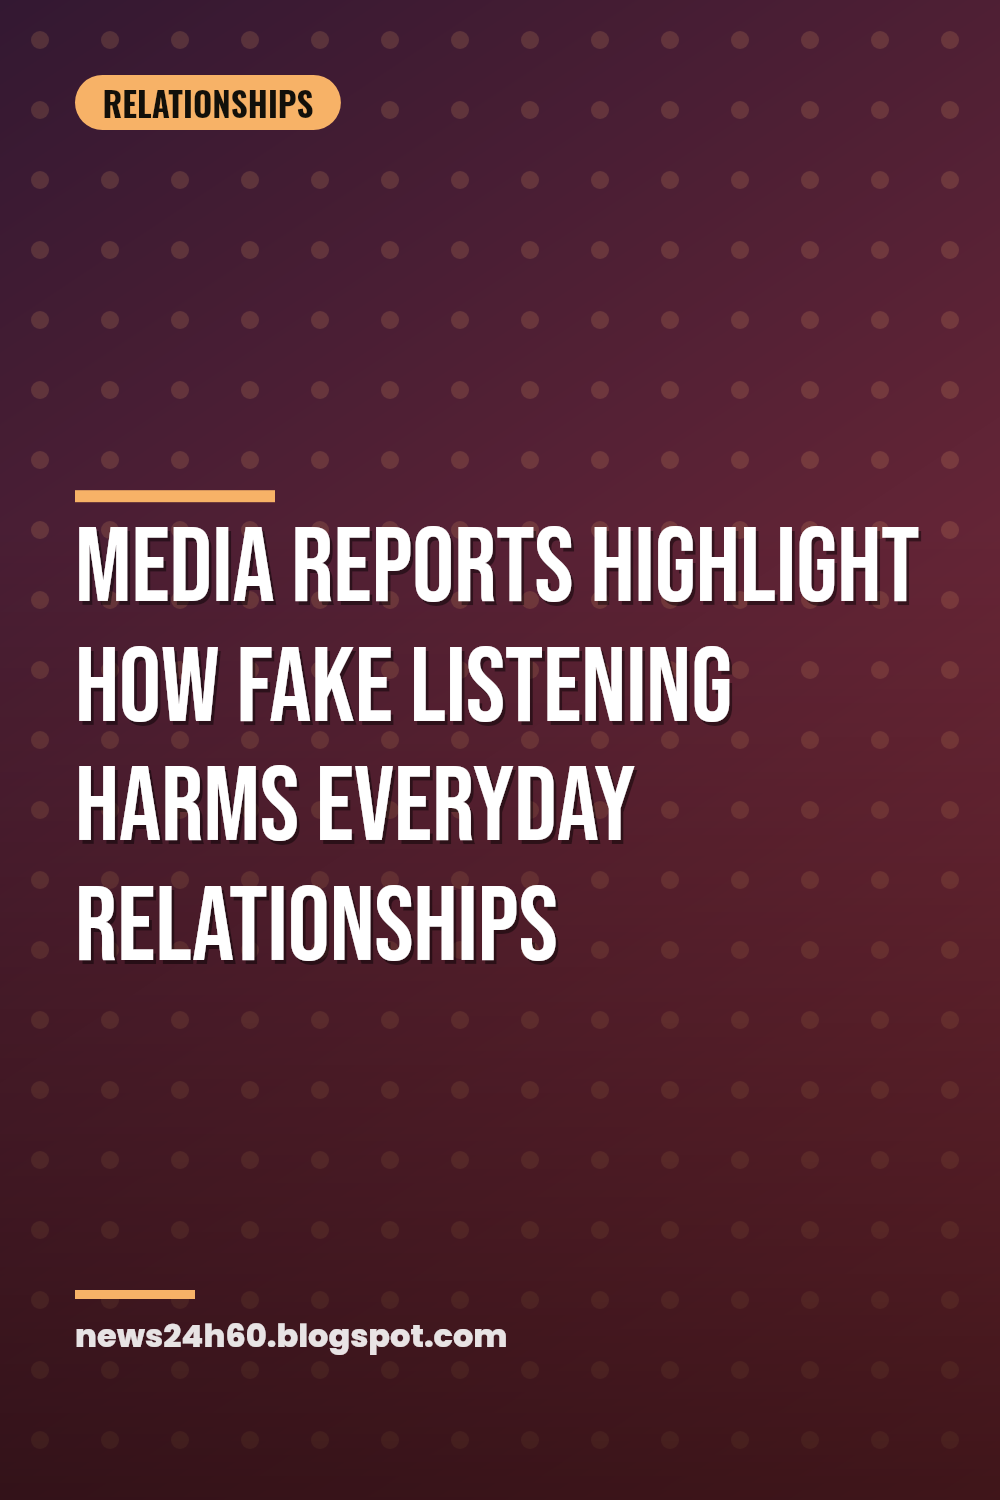 RELATIONSHIPS
MEDIA REPORTS HIGHLIGHT
HOW FAKE LISTENING
HARMS EVERYDAY
RELATIONSHIPS
news24h60.blogspot.com